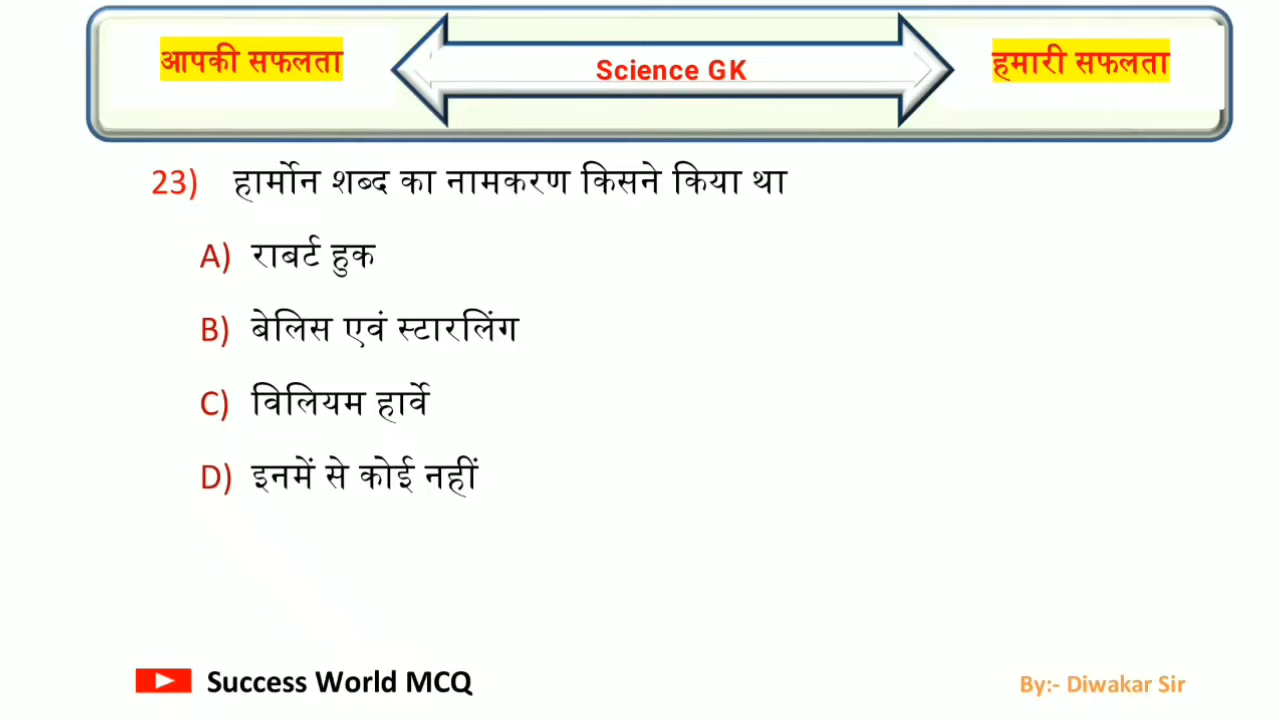 आपकी सफलता
Science GK
हमारी सफलता
23) हार्मोन शब्द का नामकरण किसने किया था
A) राबर्ट हुक
B) बेलिस एवं स्टारलिंग
C) विलियम हार्वे
D) इनमें से कोई नहीं
Success World MCQ
By:- Diwakar Sir